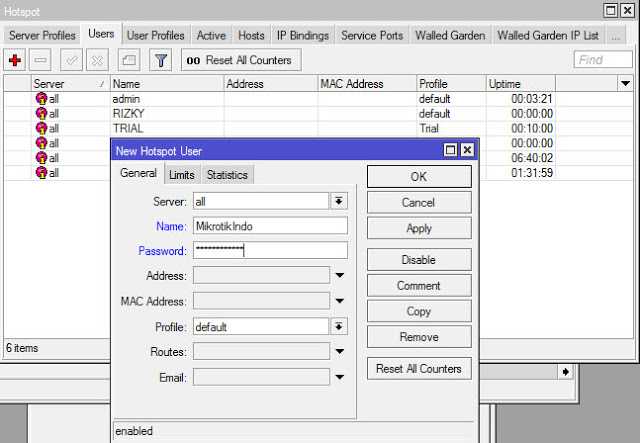 Hotspot
Server Profiles Users User Profiles Active Hosts IP Bindings Service Ports Walled Garden Walled Garden IP List ...
00 Reset All Counters Find
Server Name Address MAC Address Profile Uptime
all admin default 00:03:21
all RIZKY default 00:00:00
all TRIAL Trial 00:10:00
all 00:00:00
all 06:40:02
all 01:31:59
New Hotspot User
General Limits Statistics
Server: all
Name: MikrotikIndo
Password: ************
Address:
MAC Address:
Profile: default
Routes:
Email:
OK
Cancel
Apply
Disable
Comment
Copy
Remove
Reset All Counters
6 items
enabled